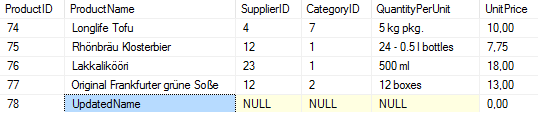 ProductID ProductName SupplierID CategoryID QuantityPerUnit UnitPrice
74 Longlife Tofu 4 7 5 kg pkg. 10,00
75 Rhönbräu Klosterbier 12 1 24 - 0.5 l bottles 7,75
76 Lakkalikööri 23 1 500 ml 18,00
77 Original Frankfurter grüne Soße 12 2 12 boxes 13,00
78 UpdatedName NULL NULL NULL 0,00